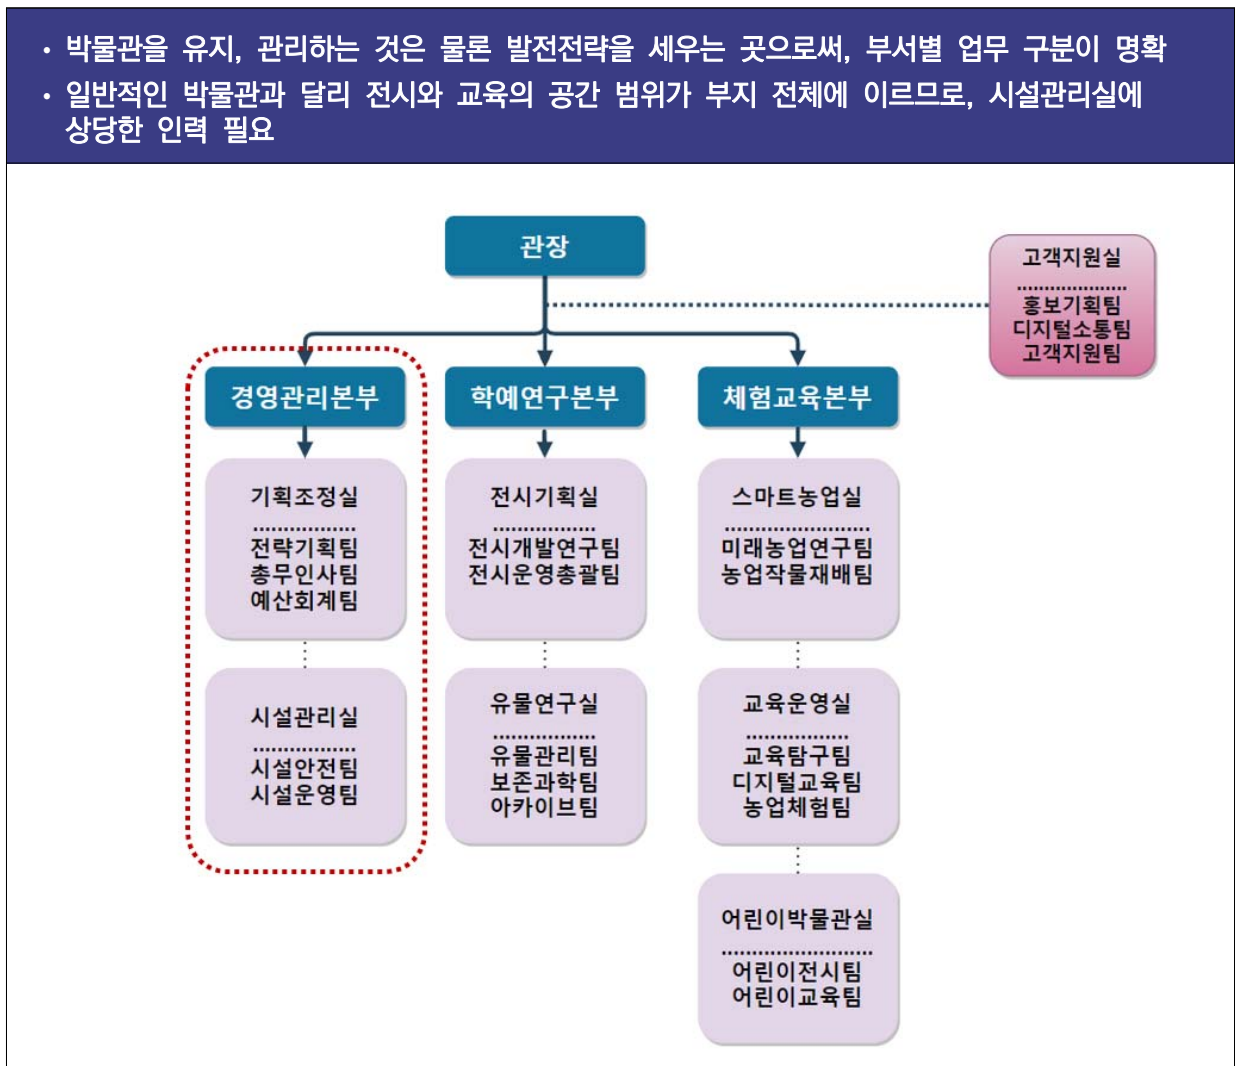 • 박물관을 유지, 관리하는 것은 물론 발전전략을 세우는 곳으로써, 부서별 업무 구분이 명확
• 일반적인 박물관과 달리 전시와 교육의 공간 범위가 부지 전체에 이르므로, 시설관리실에
상당한 인력 필요
관장
고객지원실
홍보기획팀
디지털소통팀
고객지원팀
경영관리본부
기획조정실
전략기획팀
총무인사팀
예산회계팀
시설관리실
시설안전팀
시설운영팀
학예연구본부
전시기획실
전시개발연구팀
전시운영총괄팀
유물연구실
유물관리팀
보존과학팀
아카이브팀
체험교육본부
스마트농업실
미래농업연구팀
농업작물재배팀
교육운영실
교육탐구팀
디지털교육팀
농업체험팀
어린이박물관실
어린이전시팀
어린이교육팀